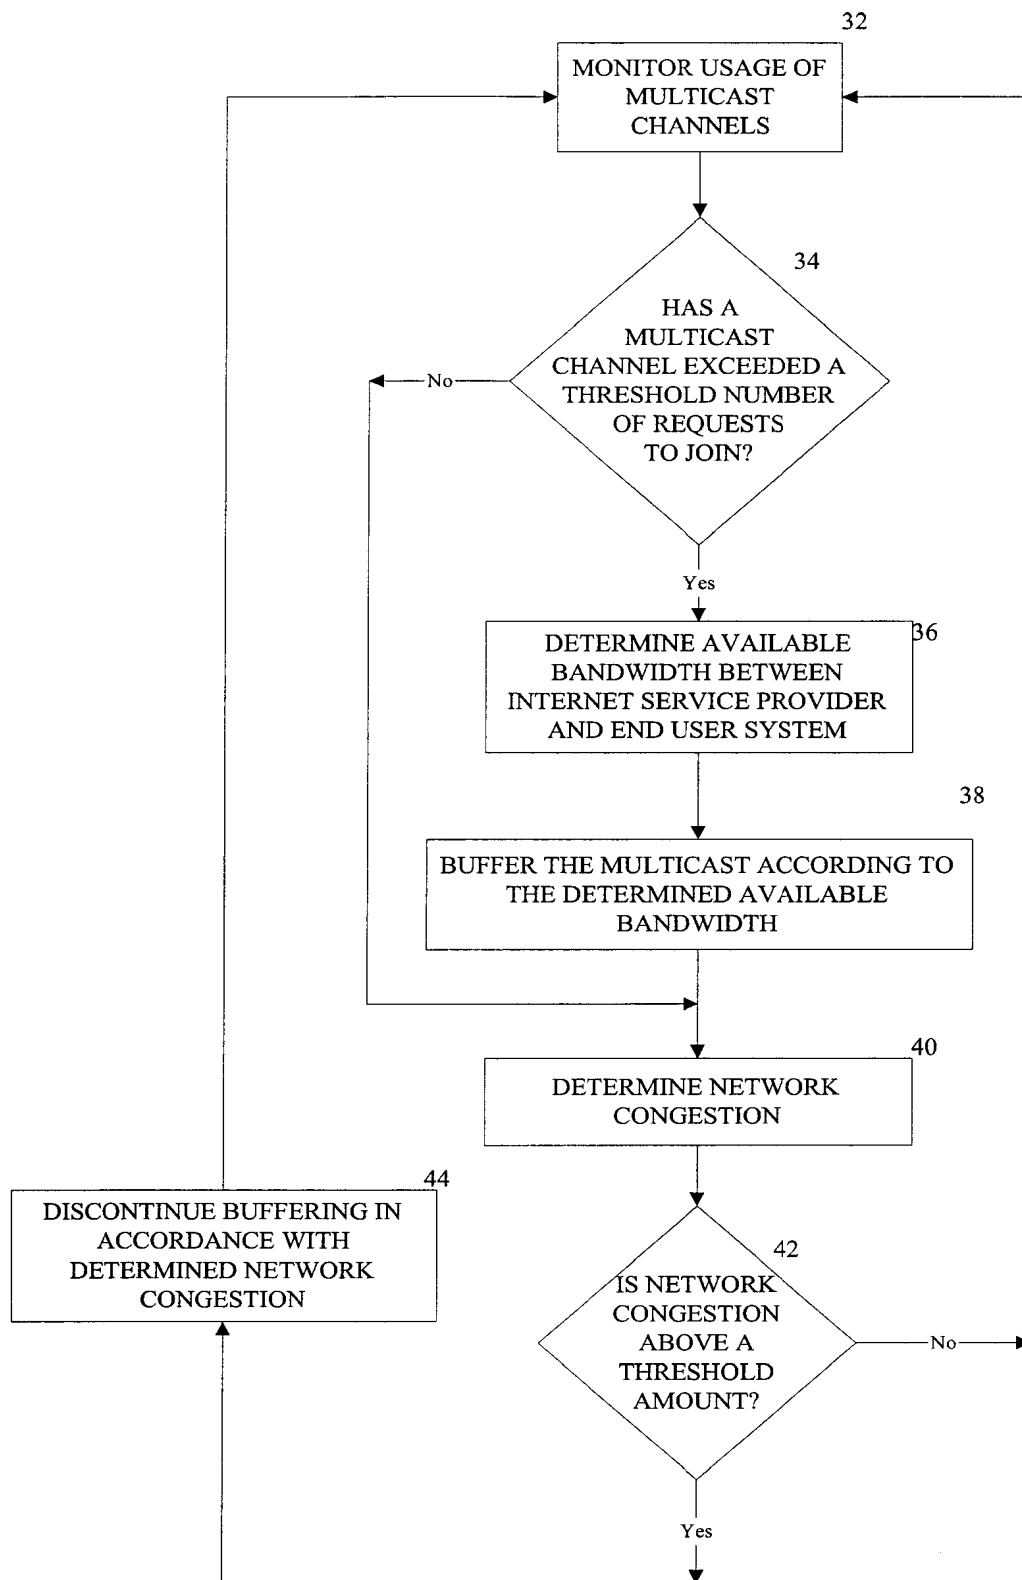 32
MONITOR USAGE OF
MULTICAST
CHANNELS
34
HAS A
MULTICAST
CHANNEL EXCEEDED A
THRESHOLD NUMBER
OF REQUESTS
TO JOIN?
No
Yes
36
DETERMINE AVAILABLE
BANDWIDTH BETWEEN
INTERNET SERVICE PROVIDER
AND END USER SYSTEM
38
BUFFER THE MULTICAST ACCORDING TO
THE DETERMINED AVAILABLE
BANDWIDTH
40
DETERMINE NETWORK
CONGESTION
44
DISCONTINUE BUFFERING IN
ACCORDANCE WITH
DETERMINED NETWORK
CONGESTION
42
IS NETWORK
CONGESTION
ABOVE A
THRESHOLD
AMOUNT?
No
Yes